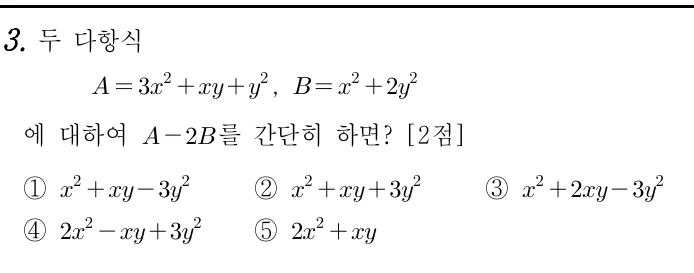 3. 두 다항식
A=3x²+xy+y², B=x²+2y²
에 대하여 A-2B를 간단히 하면? [2점]
① x²+xy-3y² ② x²+xy+3y² ③ x²+2xy-3y²
④ 2x²-xy+3y² ⑤ 2x²+xy